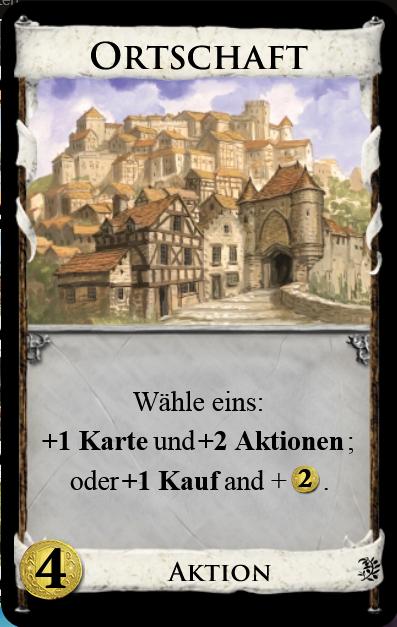 ORTSCHAFT
Wähle eins:
+1 Karte und +2 Aktionen;
oder +1 Kauf and + 2.
4
AKTION